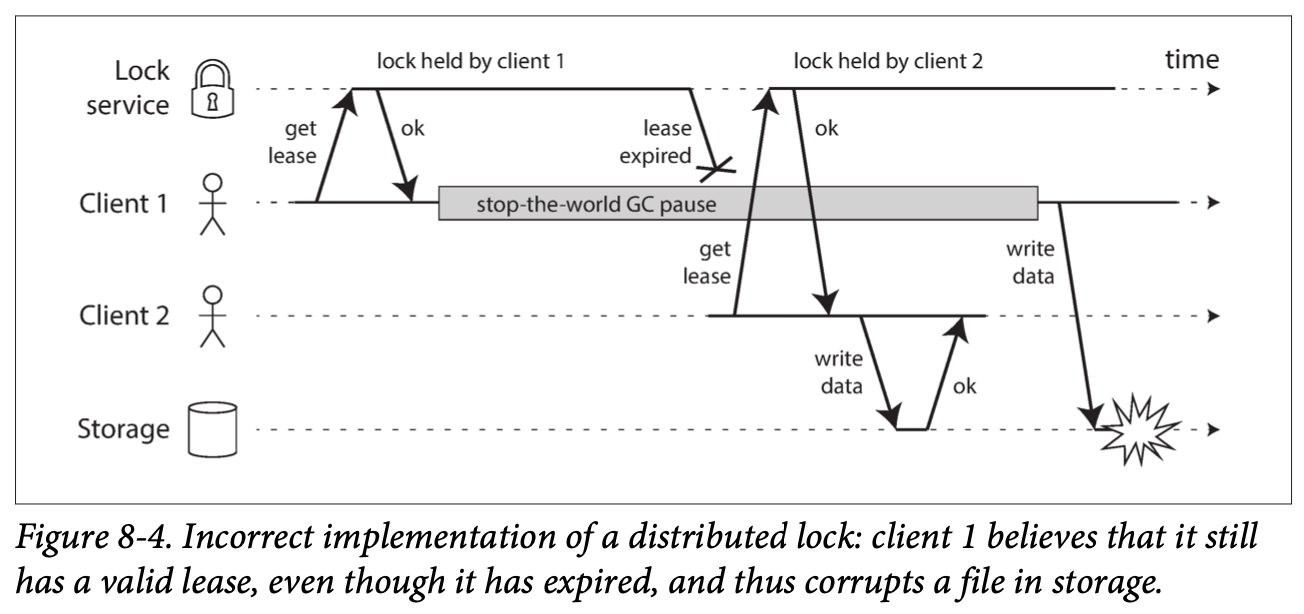 Lock
service
lock held by client 1
lock held by client 2
time
get
lease
ok
lease
expired
ok
Client 1
stop-the-world GC pause
get
lease
write
data
Client 2
write
data
ok
Storage
Figure 8-4. Incorrect implementation of a distributed lock: client 1 believes that it still
has a valid lease, even though it has expired, and thus corrupts a file in storage.